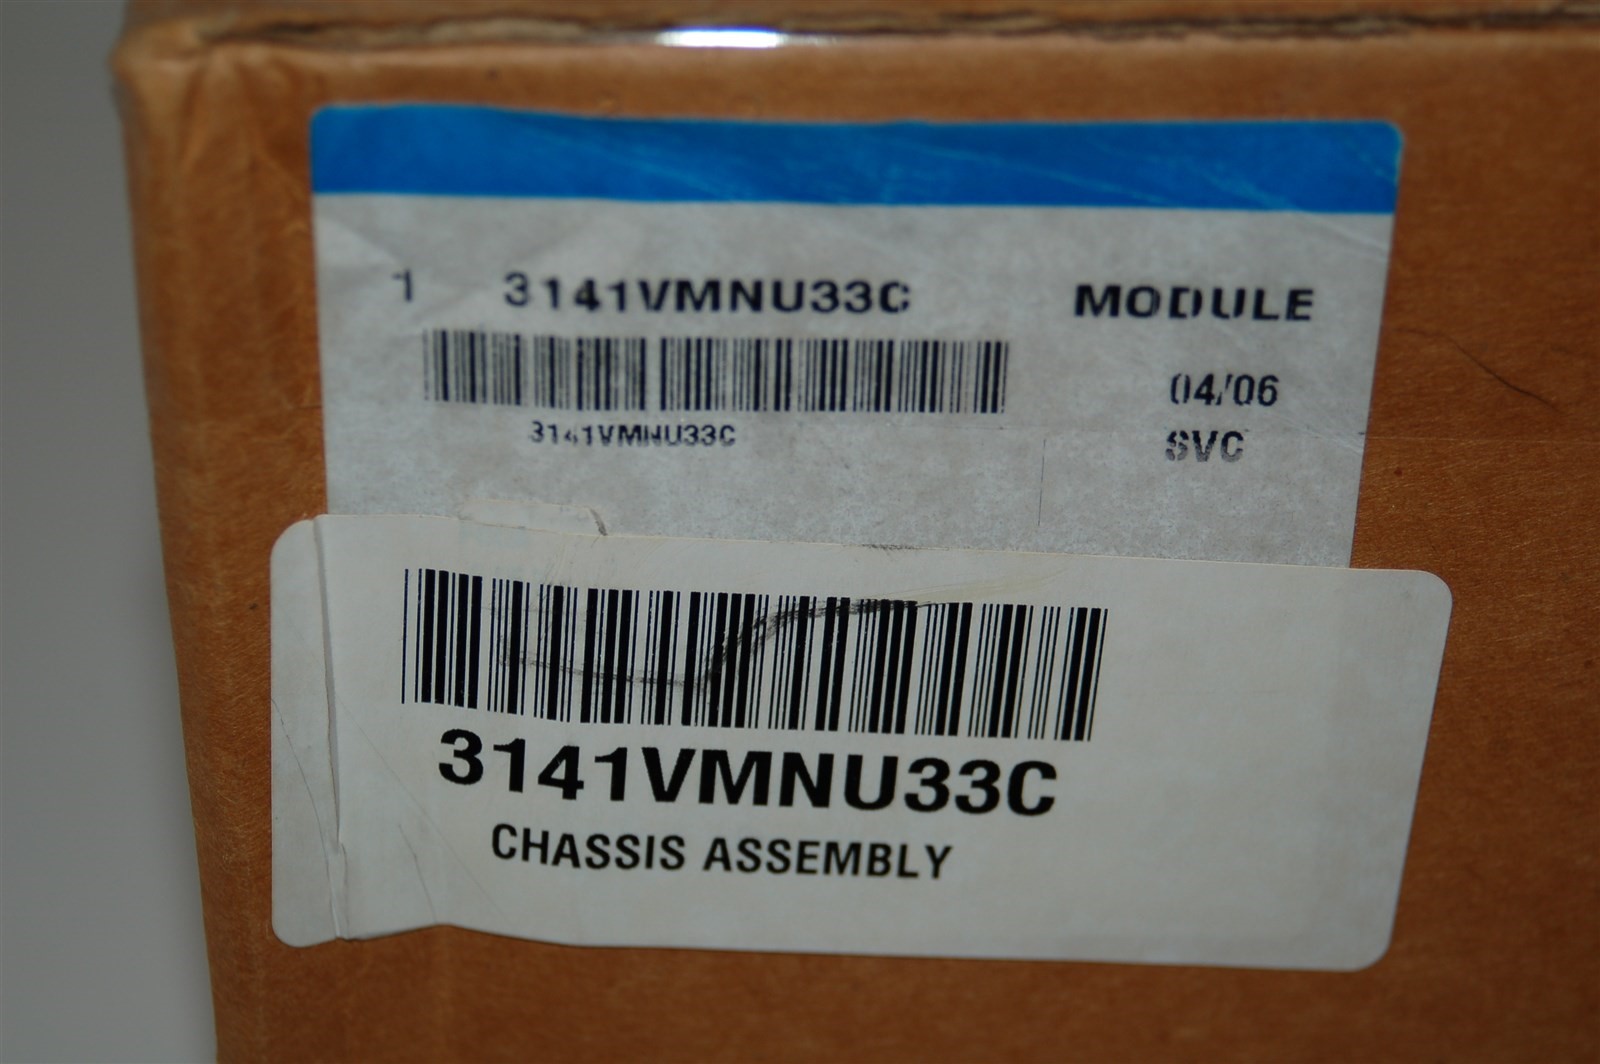 1 3141VMNU33C MODULE
3141VMNU33C
04/06
SVC
3141VMNU33C
CHASSIS ASSEMBLY